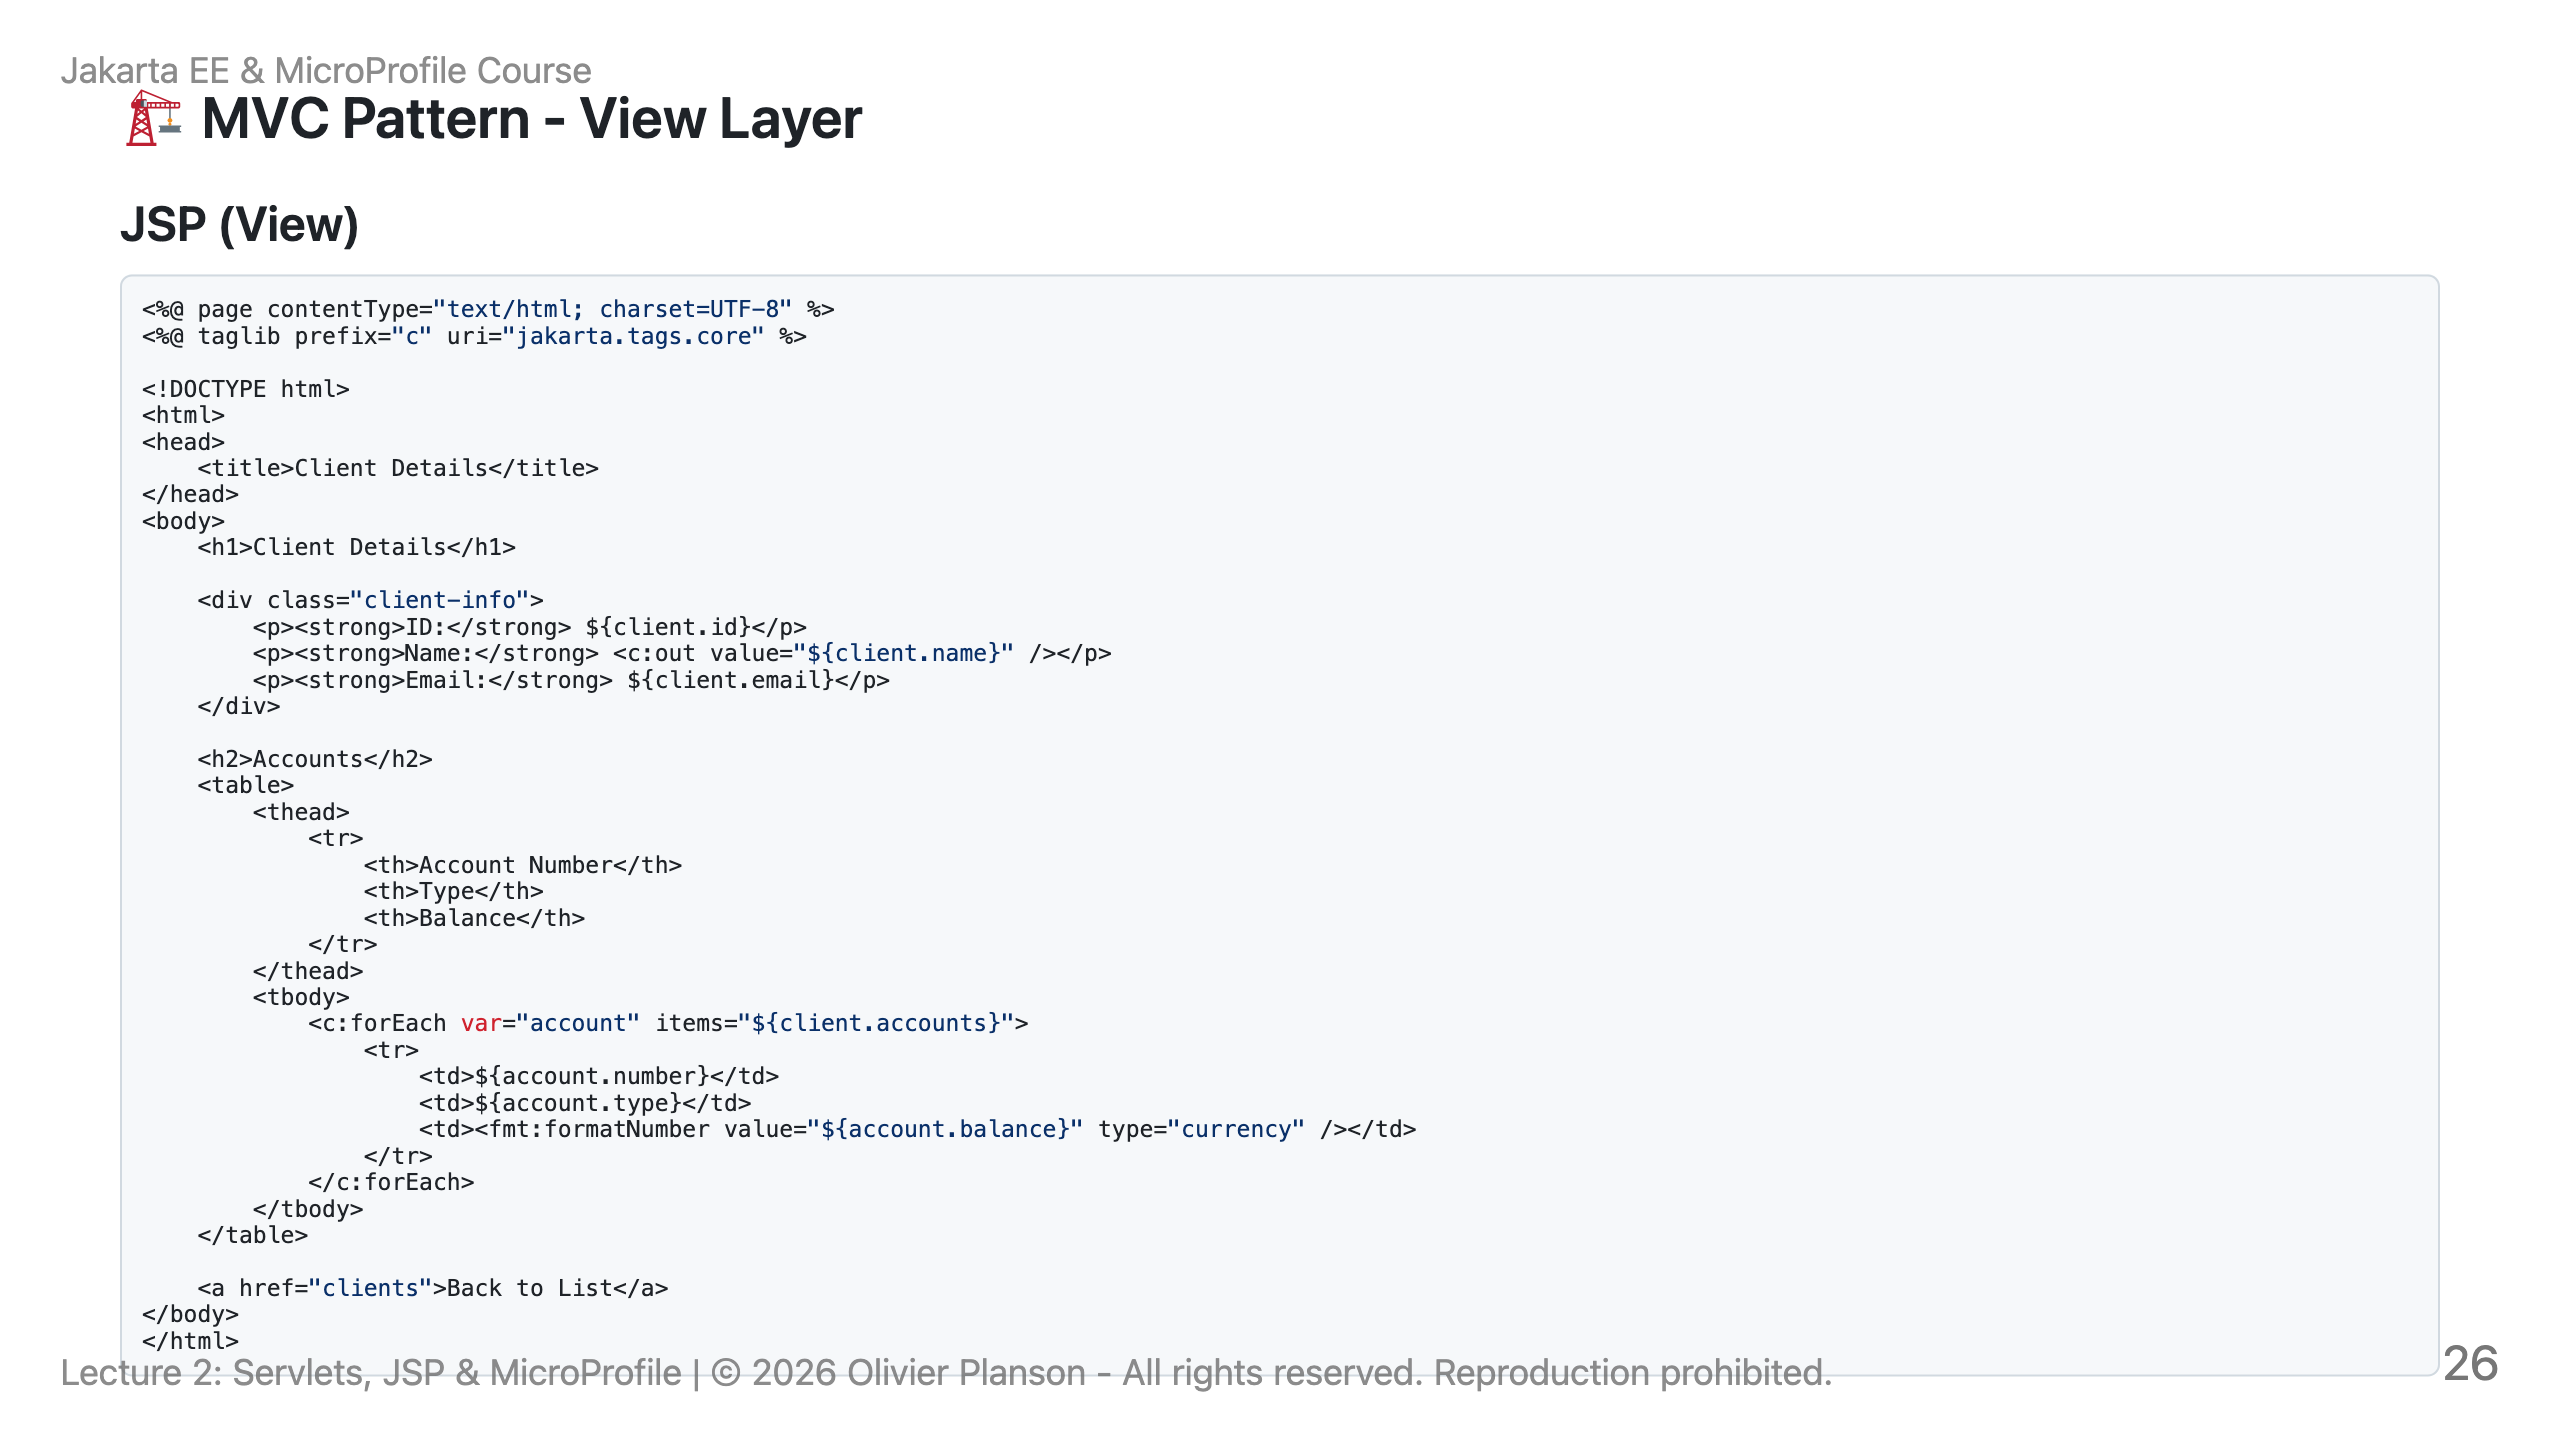 Jakarta EE & MicroProfile Course
🏗️ MVC Pattern - View Layer
JSP (View)
<%@ page contentType="text/html; charset=UTF-8" %>
<%@ taglib prefix="c" uri="jakarta.tags.core" %>

<!DOCTYPE html>
<html>
<head>
    <title>Client Details</title>
</head>
<body>
    <h1>Client Details</h1>

    <div class="client-info">
        <p><strong>ID:</strong> ${client.id}</p>
        <p><strong>Name:</strong> <c:out value="${client.name}" /></p>
        <p><strong>Email:</strong> ${client.email}</p>
    </div>

    <h2>Accounts</h2>
    <table>
        <thead>
            <tr>
                <th>Account Number</th>
                <th>Type</th>
                <th>Balance</th>
            </tr>
        </thead>
        <tbody>
            <c:forEach var="account" items="${client.accounts}">
                <tr>
                    <td>${account.number}</td>
                    <td>${account.type}</td>
                    <td><fmt:formatNumber value="${account.balance}" type="currency" /></td>
                </tr>
            </c:forEach>
        </tbody>
    </table>

    <a href="clients">Back to List</a>
</body>
</html>
Lecture 2: Servlets, JSP & MicroProfile | © 2026 Olivier Planson - All rights reserved. Reproduction prohibited.
26